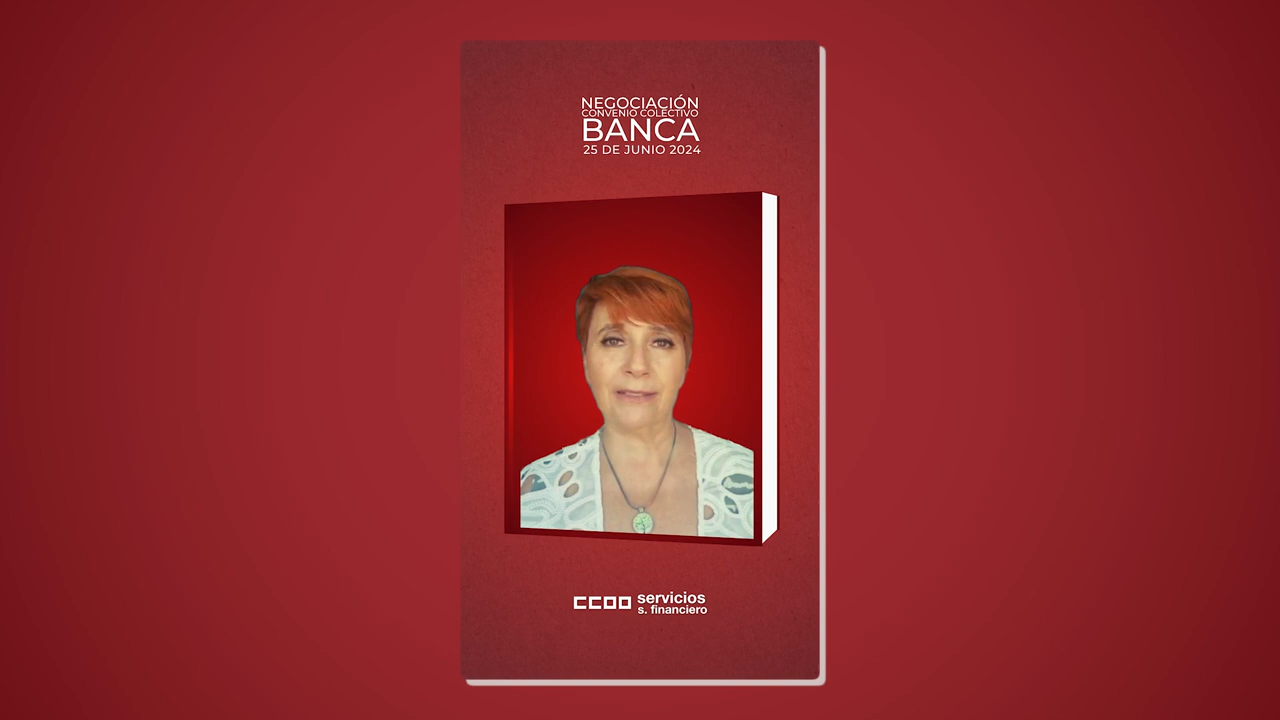 NEGOCIACIÓN
CONVENIO COLECTIVO
BANCA
25 DE JUNIO 2024
CCOO servicios
s. financiero